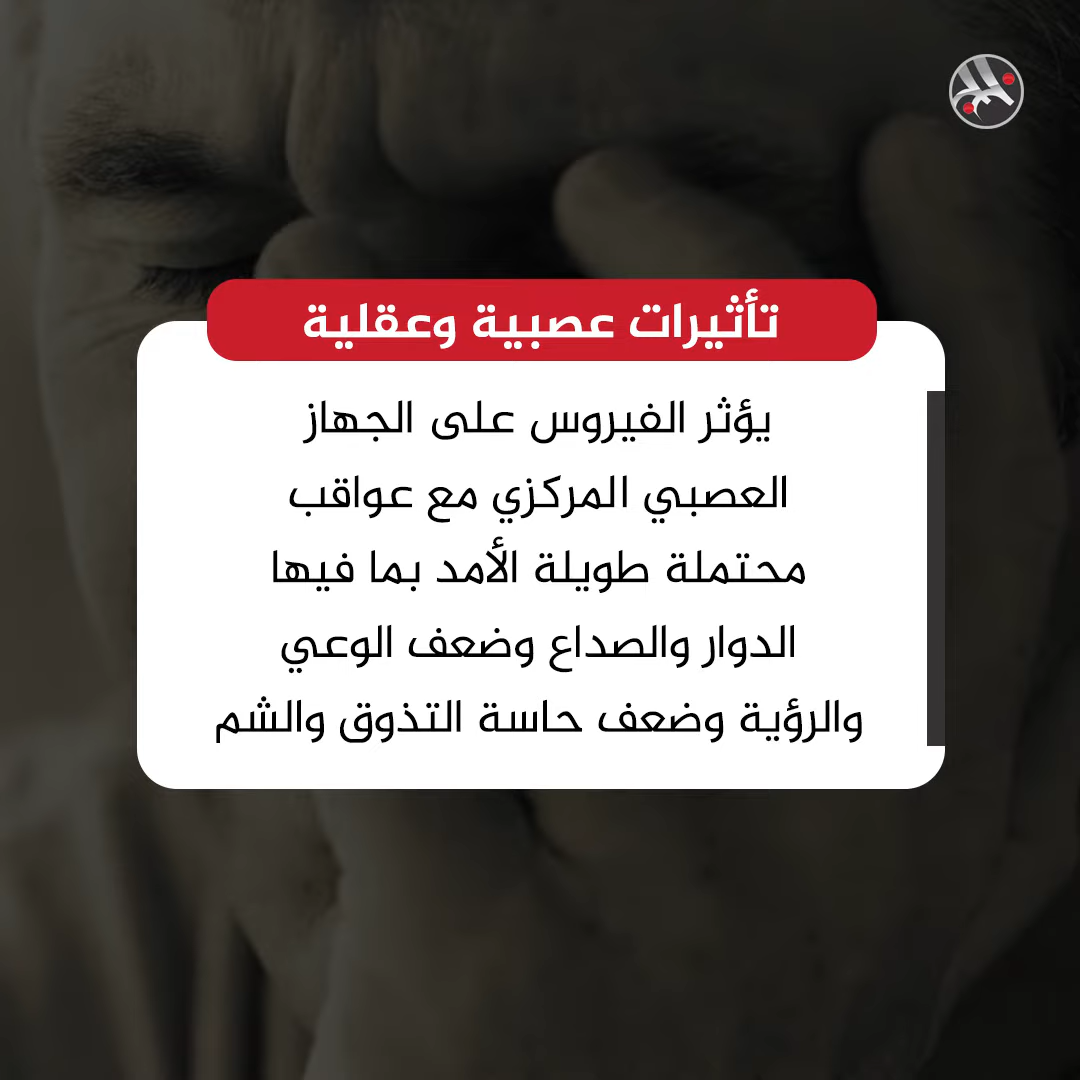 تأثيرات عصبية وعقلية
يؤثر الفيروس على الجهاز
العصبي المركزي مع عواقب
محتملة طويلة الأمد بما فيها
الدوار والصداع وضعف الوعي
والرؤية وضعف حاسة التذوق والشم